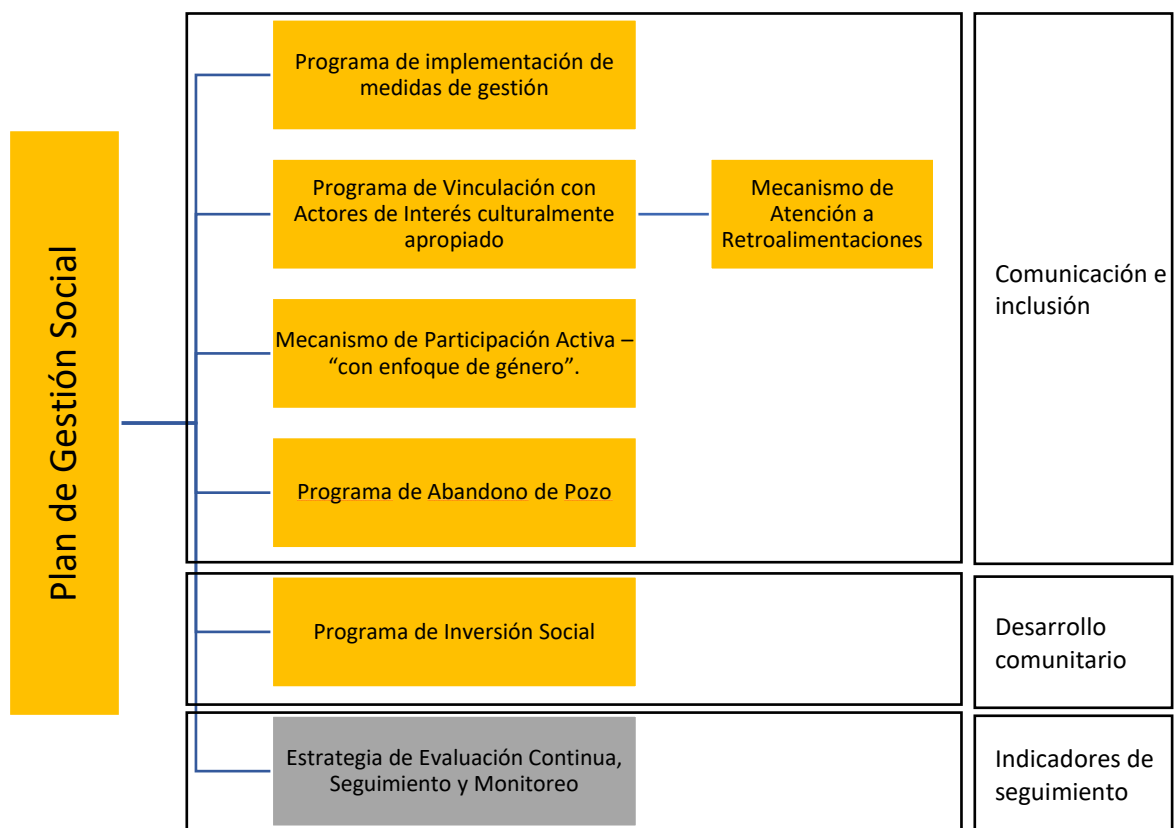 Plan de Gestión Social
Programa de implementación de
medidas de gestión
Programa de Vinculación con
Actores de Interés culturalmente
apropiado
Mecanismo de
Atención a
Retroalimentaciones
Mecanismo de Participación Activa –
“con enfoque de género”.
Programa de Abandono de Pozo
Comunicación e
inclusión
Programa de Inversión Social
Desarrollo
comunitario
Estrategia de Evaluación Continua,
Seguimiento y Monitoreo
Indicadores de
seguimiento